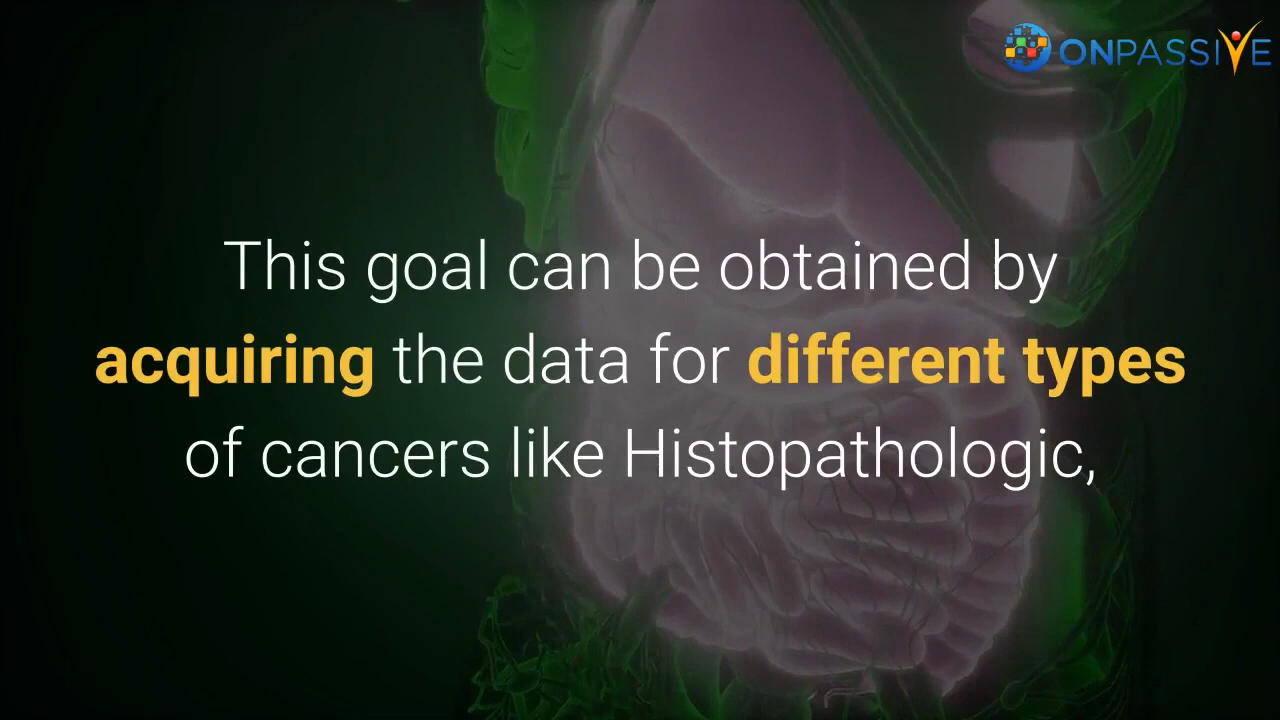 ONPASSIVE
This goal can be obtained by
acquiring the data for different types
of cancers like Histopathologic,